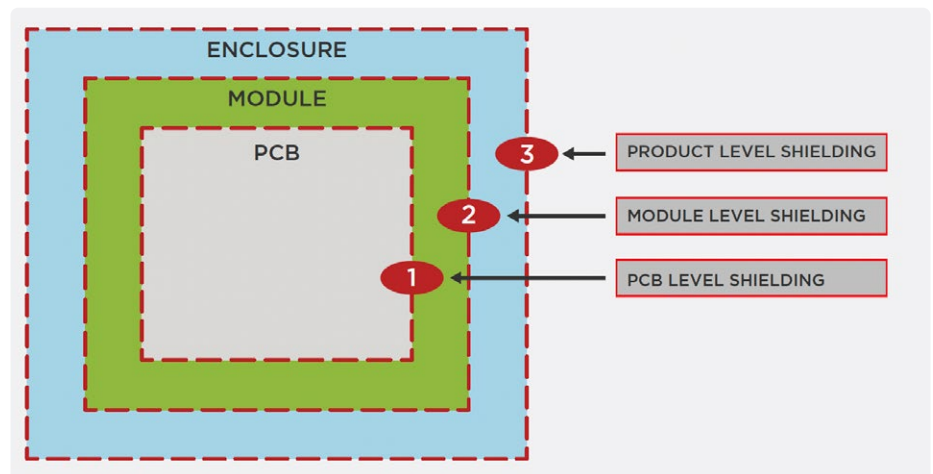 ENCLOSURE
MODULE
PCB
3
PRODUCT LEVEL SHIELDING
2
MODULE LEVEL SHIELDING
1
PCB LEVEL SHIELDING